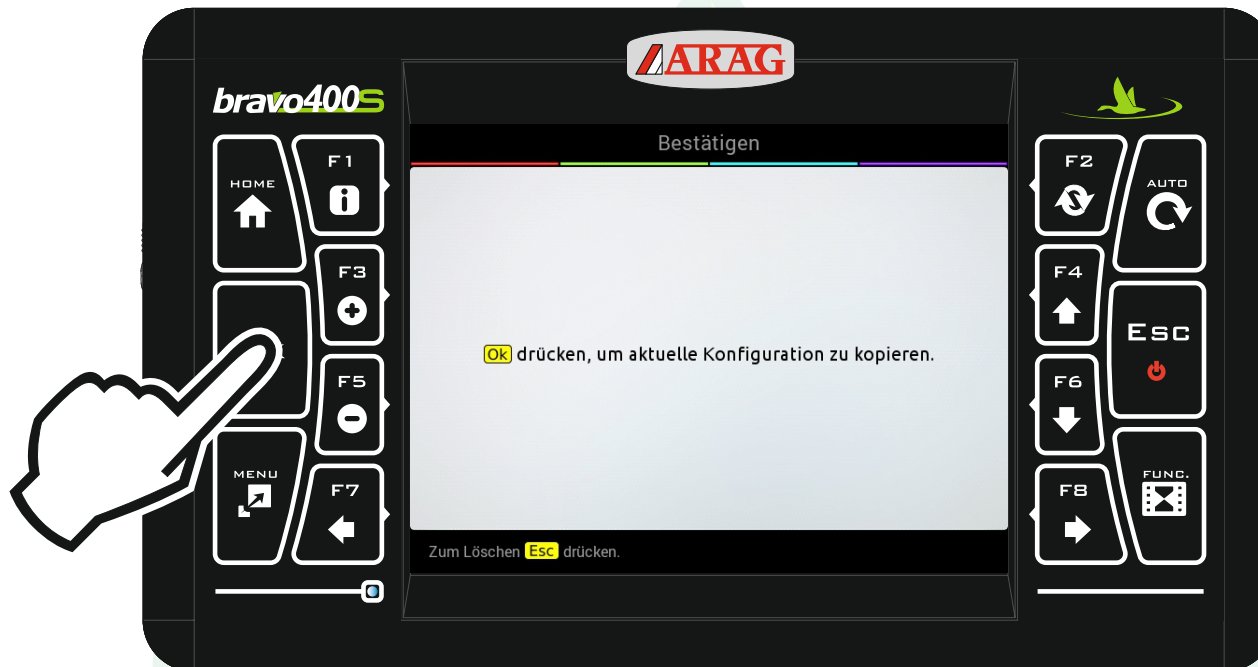 ARAG
bravo400S
Bestätigen
HOME
F1
F2
AUTO
F3
F4
Esc
Ok drücken, um aktuelle Konfiguration zu kopieren.
F5
F6
MENU
F7
F8
FUNC.
Zum Löschen Esc drücken.